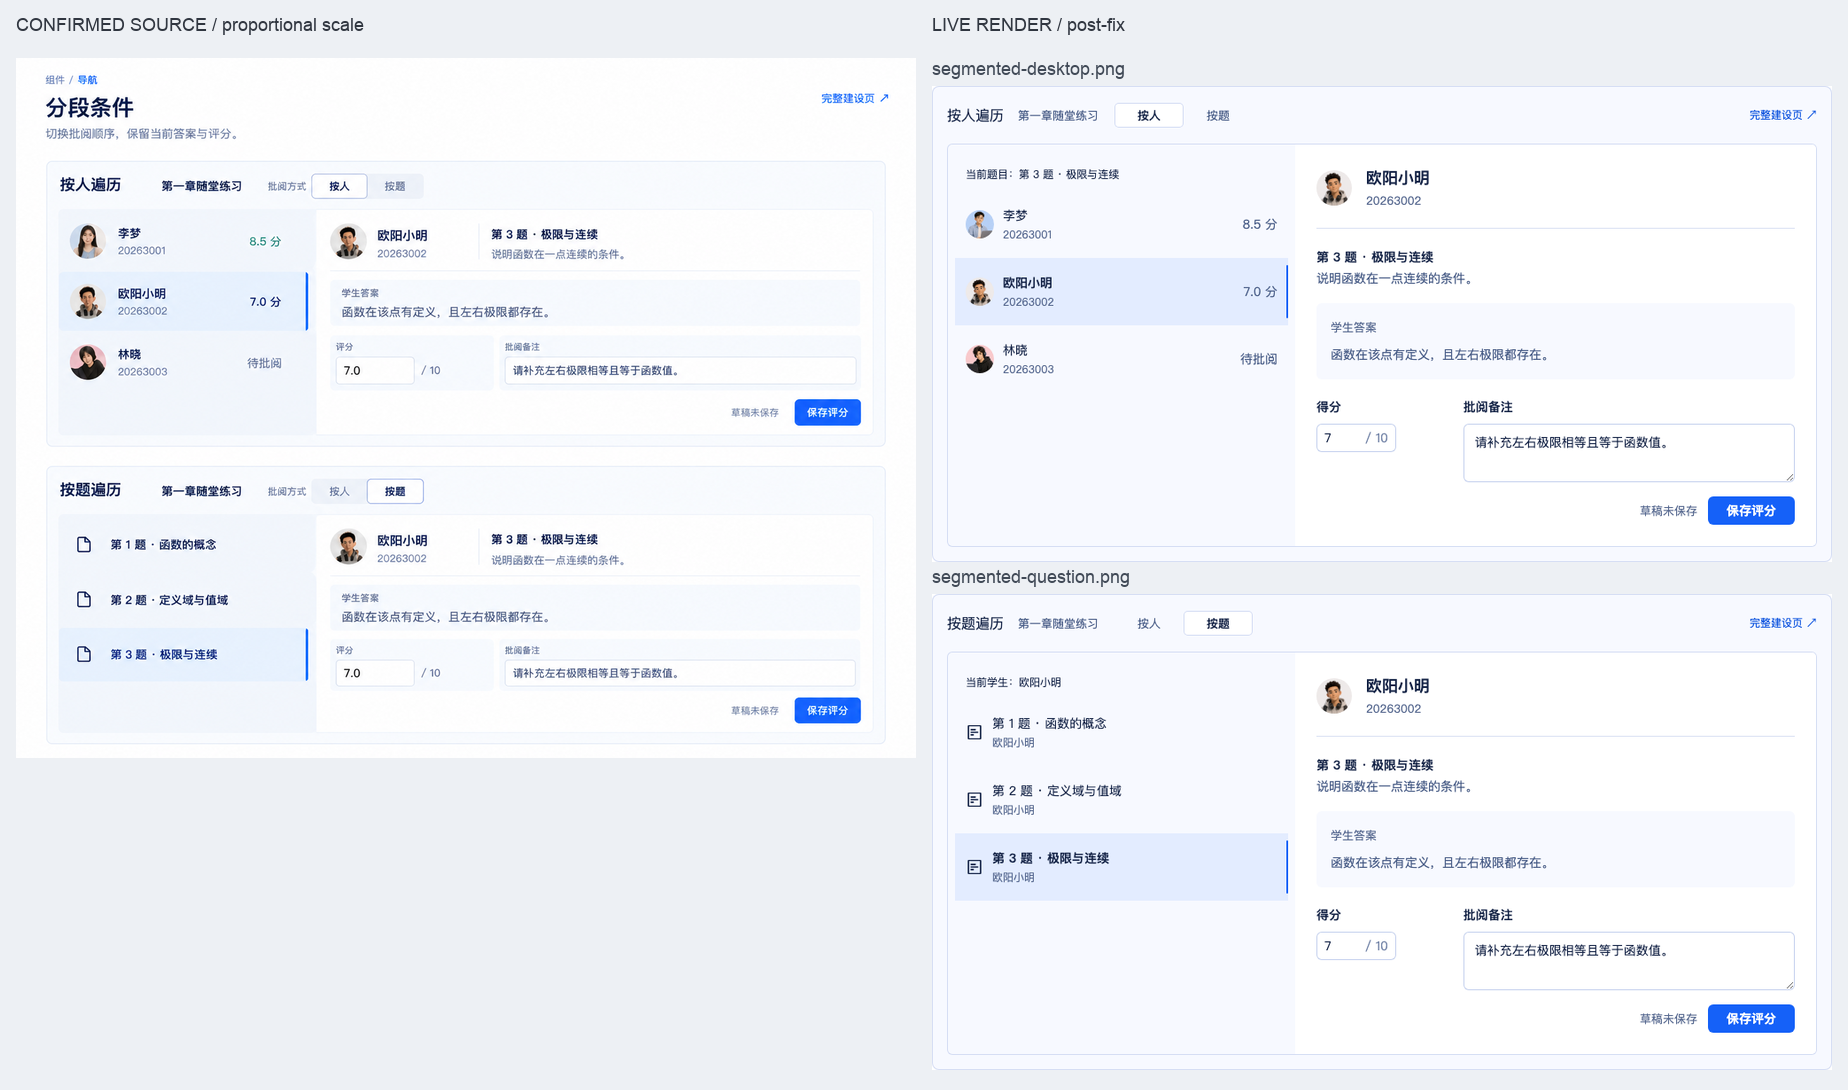 CONFIRMED SOURCE / proportional scale
组件 / 导航
分段条件
切换批阅顺序，保留当前答案与评分。
完整建设页 ↗
按人遍历 第一章随堂练习 批阅方式 按人 按题
李梦
20263001
8.5 分
欧阳小明
20263002
7.0 分
林晓
20263003
待批阅
欧阳小明
20263002
第 3 题 · 极限与连续
说明函数在一点连续的条件。
学生答案
函数在该点有定义，且左右极限都存在。
评分
7.0 / 10
批阅备注
请补充左右极限相等且等于函数值。
草稿未保存 保存评分
按题遍历 第一章随堂练习 批阅方式 按人 按题
第 1 题 · 函数的概念
第 2 题 · 定义域与值域
第 3 题 · 极限与连续
欧阳小明
20263002
第 3 题 · 极限与连续
说明函数在一点连续的条件。
学生答案
函数在该点有定义，且左右极限都存在。
评分
7.0 / 10
批阅备注
请补充左右极限相等且等于函数值。
草稿未保存 保存评分
LIVE RENDER / post-fix
segmented-desktop.png
按人遍历 第一章随堂练习 按人 按题 完整建设页 ↗
当前题目：第 3 题 · 极限与连续
李梦
20263001
8.5 分
欧阳小明
20263002
7.0 分
林晓
20263003
待批阅
欧阳小明
20263002
第 3 题 · 极限与连续
说明函数在一点连续的条件。
学生答案
函数在该点有定义，且左右极限都存在。
得分
7 / 10
批阅备注
请补充左右极限相等且等于函数值。
草稿未保存 保存评分
segmented-question.png
按题遍历 第一章随堂练习 按人 按题 完整建设页 ↗
当前学生：欧阳小明
第 1 题 · 函数的概念
欧阳小明
第 2 题 · 定义域与值域
欧阳小明
第 3 题 · 极限与连续
欧阳小明
欧阳小明
20263002
第 3 题 · 极限与连续
说明函数在一点连续的条件。
学生答案
函数在该点有定义，且左右极限都存在。
得分
7 / 10
批阅备注
请补充左右极限相等且等于函数值。
草稿未保存 保存评分